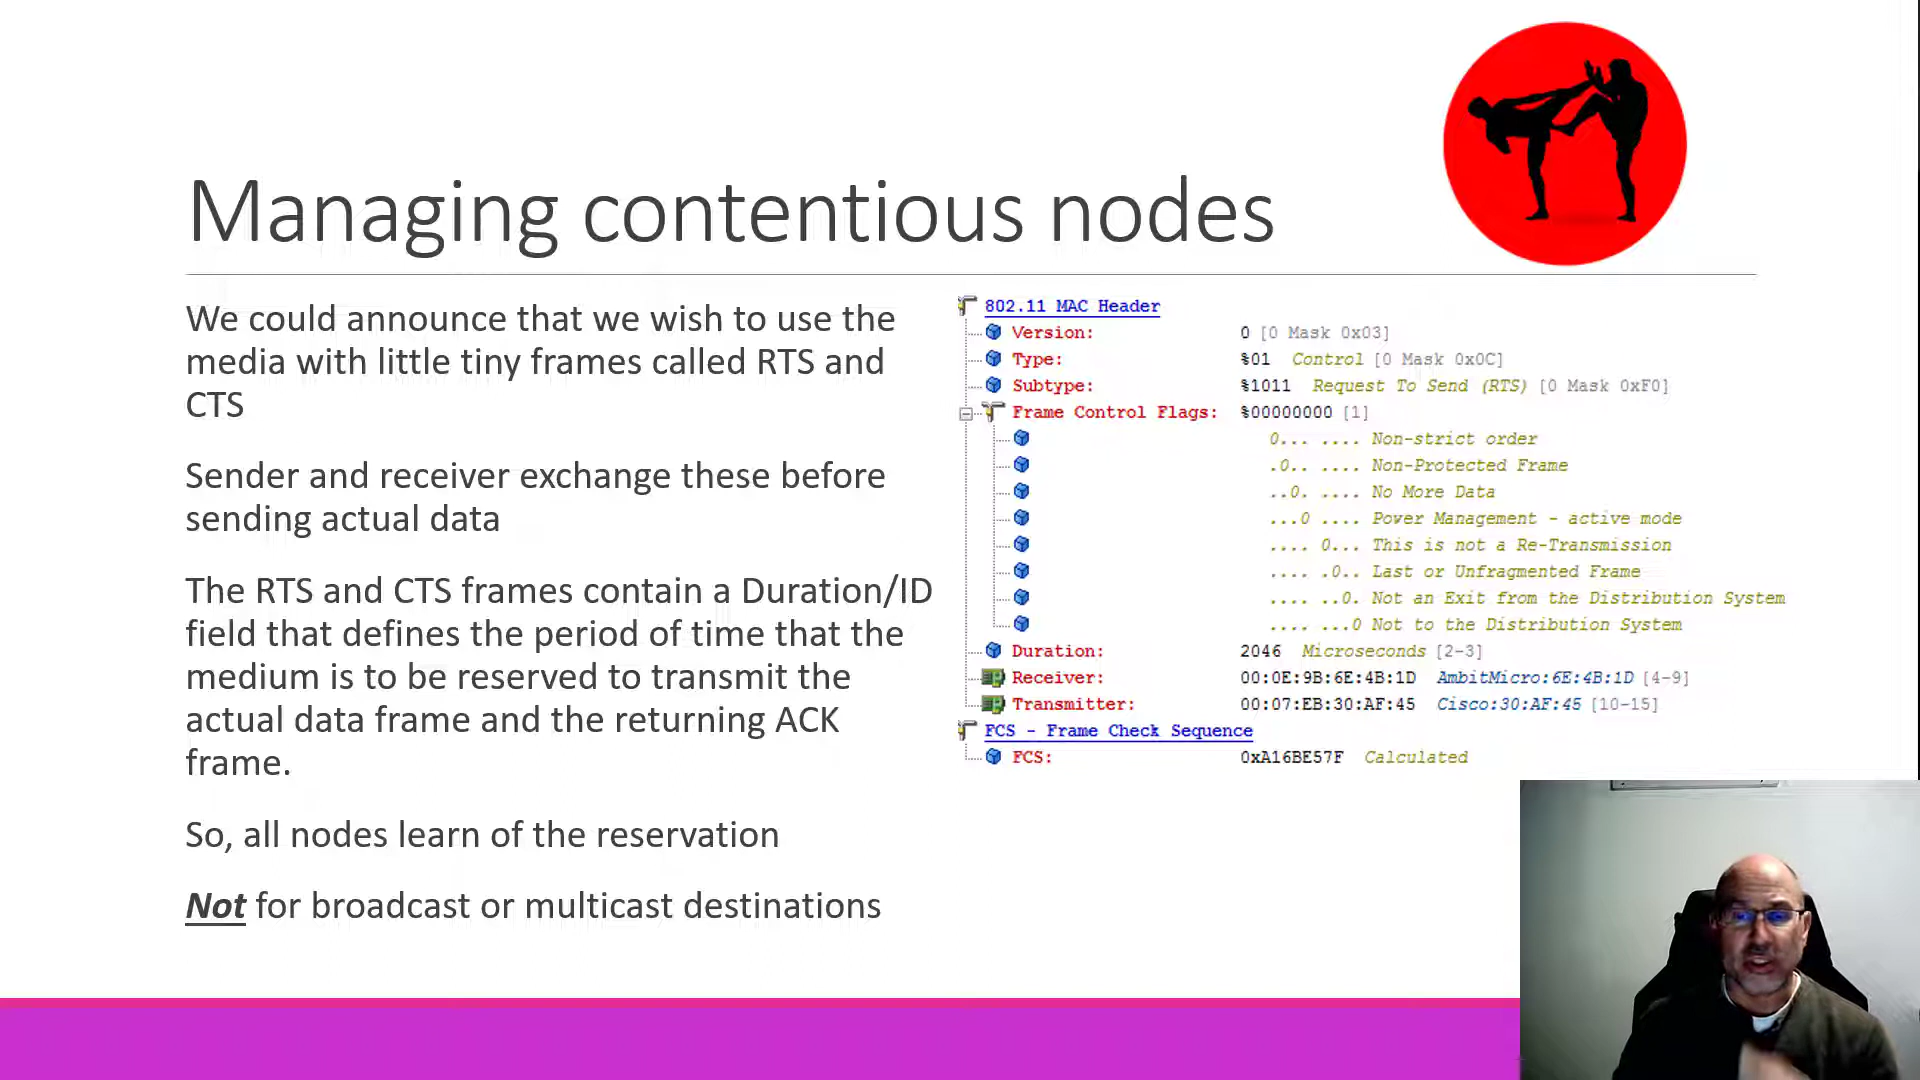 Managing contentious nodes
We could announce that we wish to use the
media with little tiny frames called RTS and
CTS
Sender and receiver exchange these before
sending actual data
The RTS and CTS frames contain a Duration/ID
field that defines the period of time that the
medium is to be reserved to transmit the
actual data frame and the returning ACK
frame.
So, all nodes learn of the reservation
Not for broadcast or multicast destinations
802.11 MAC Header
Version: 0 [0 Mask 0x03]
Type: %01 Control [0 Mask 0x0C]
Subtype: %1011 Request To Send (RTS) [0 Mask 0xF0]
Frame Control Flags: %00000000 [1]
0... .... Non-strict order
.0.. .... Non-Protected Frame
..0. .... No More Data
...0 .... Power Management - active mode
.... 0... This is not a Re-Transmission
.... .0.. Last or Unfragmented Frame
.... ..0. Not an Exit from the Distribution System
.... ...0 Not to the Distribution System
Duration: 2046 Microseconds [2-3]
Receiver: 00:0E:9B:6E:4B:1D AmbitMicro:6E:4B:1D [4-9]
Transmitter: 00:07:EB:30:AF:45 Cisco:30:AF:45 [10-15]
FCS - Frame Check Sequence
FCS: 0xA16BE57F Calculated